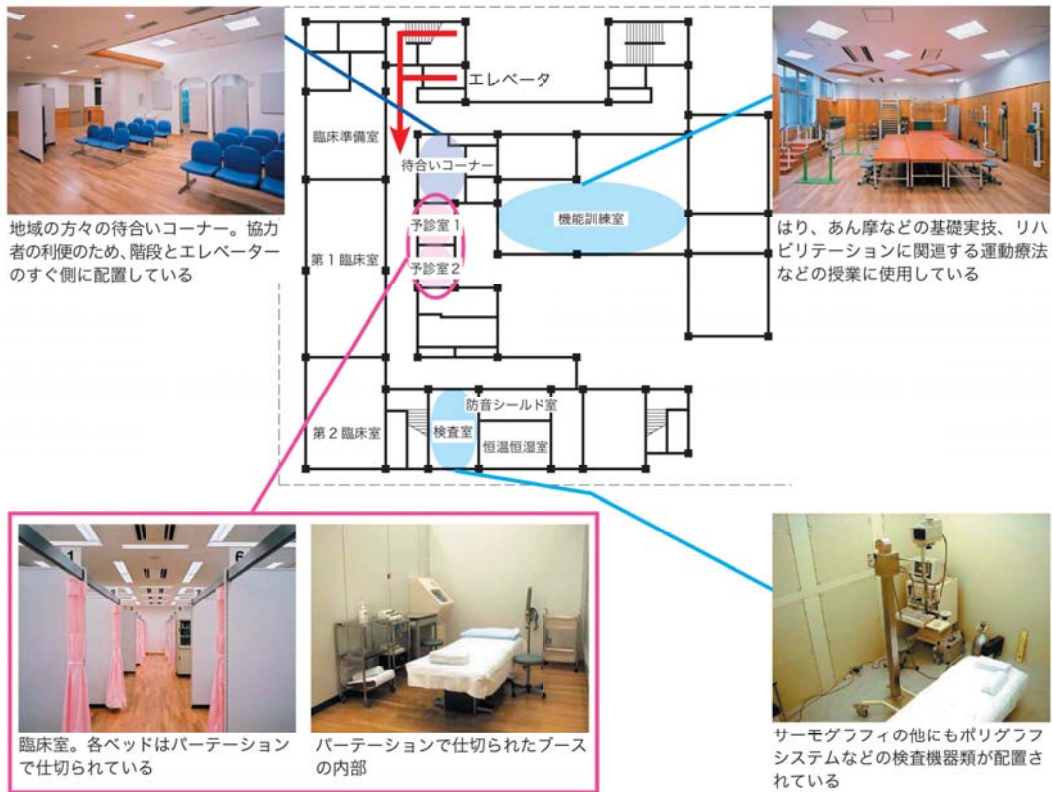 エレベータ
臨床準備室
待合いコーナー
地域の方々の待合いコーナー。協力
者の利便のため、階段とエレベーター
のすぐ側に配置している
予診室1
機能訓練室
はり、あん摩などの基礎実技、リハ
ビリテーションに関連する運動療法
などの授業に使用している
第1臨床室
予診室2
防音シールド室
第2臨床室
検査室
恒温恒湿室
1
6
臨床室。各ベッドはパーテーション
で仕切られている
パーテーションで仕切られたブース
の内部
サーモグラフィの他にもポリグラフ
システムなどの検査機器類が配置さ
れている